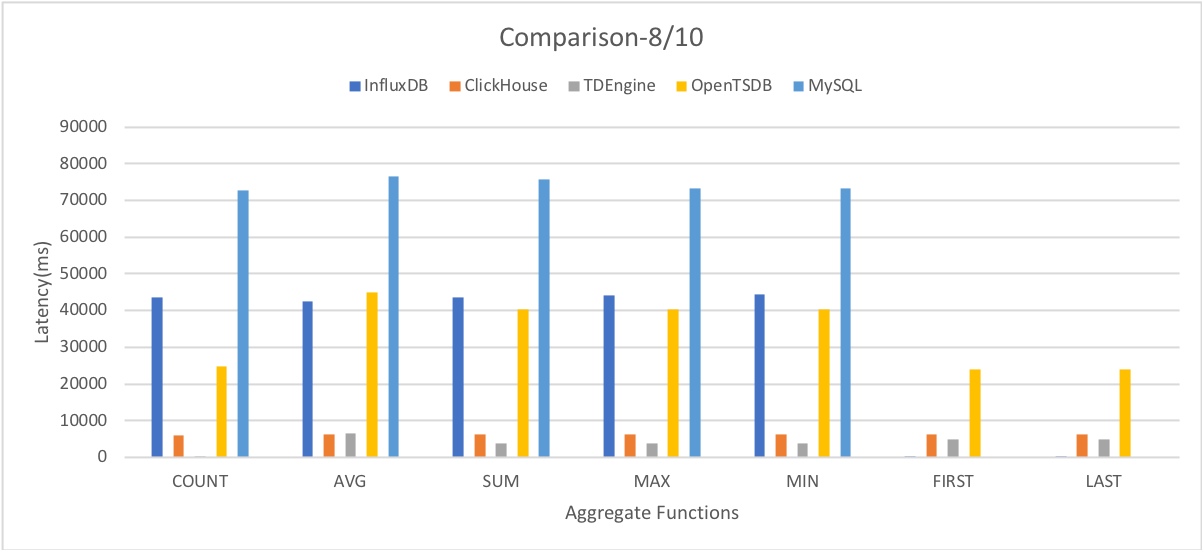 Comparison-8/10
InfluxDB ClickHouse TDEngine OpenTSDB MySQL
90000
80000
70000
60000
50000
40000
30000
20000
10000
0
Latency(ms)
COUNT AVG SUM MAX MIN FIRST LAST
Aggregate Functions